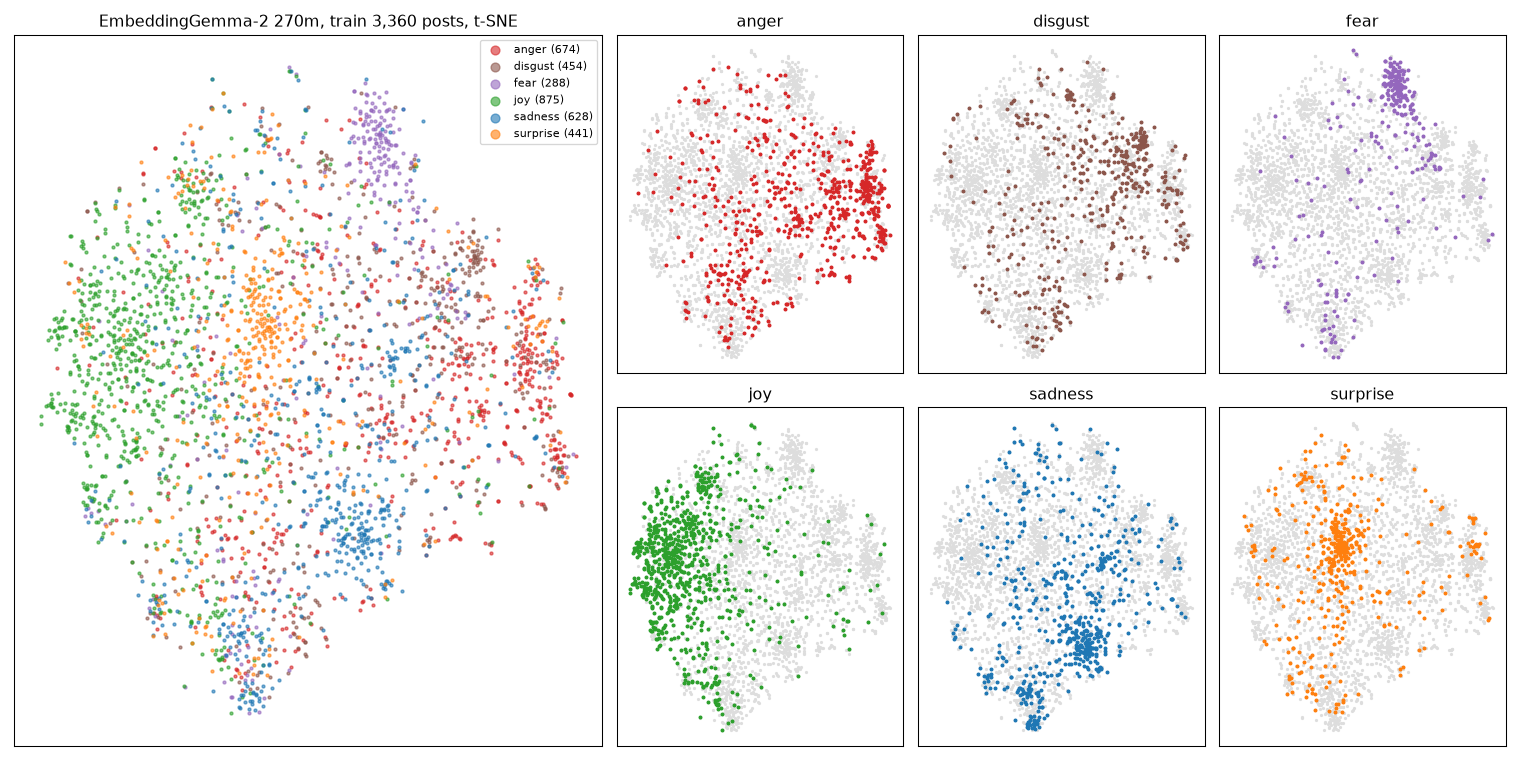 EmbeddingGemma-2 270m, train 3,360 posts, t-SNE
anger (674)
disgust (454)
fear (288)
joy (875)
sadness (628)
surprise (441)
anger
disgust
fear
joy
sadness
surprise